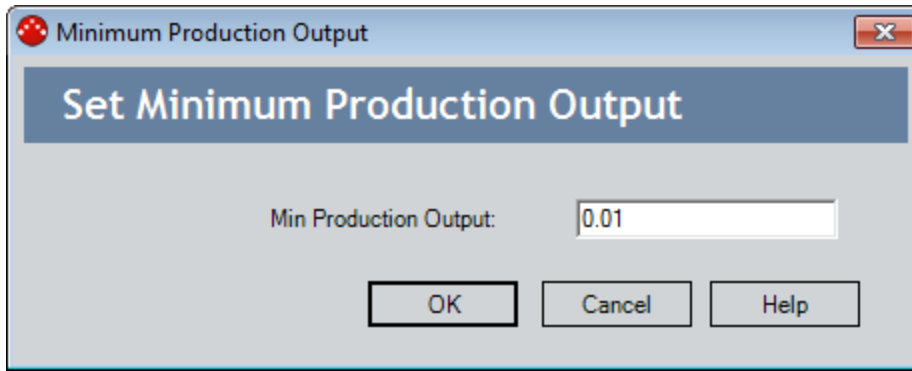 Minimum Production Output
Set Minimum Production Output
Min Production Output: 0.01
OK Cancel Help